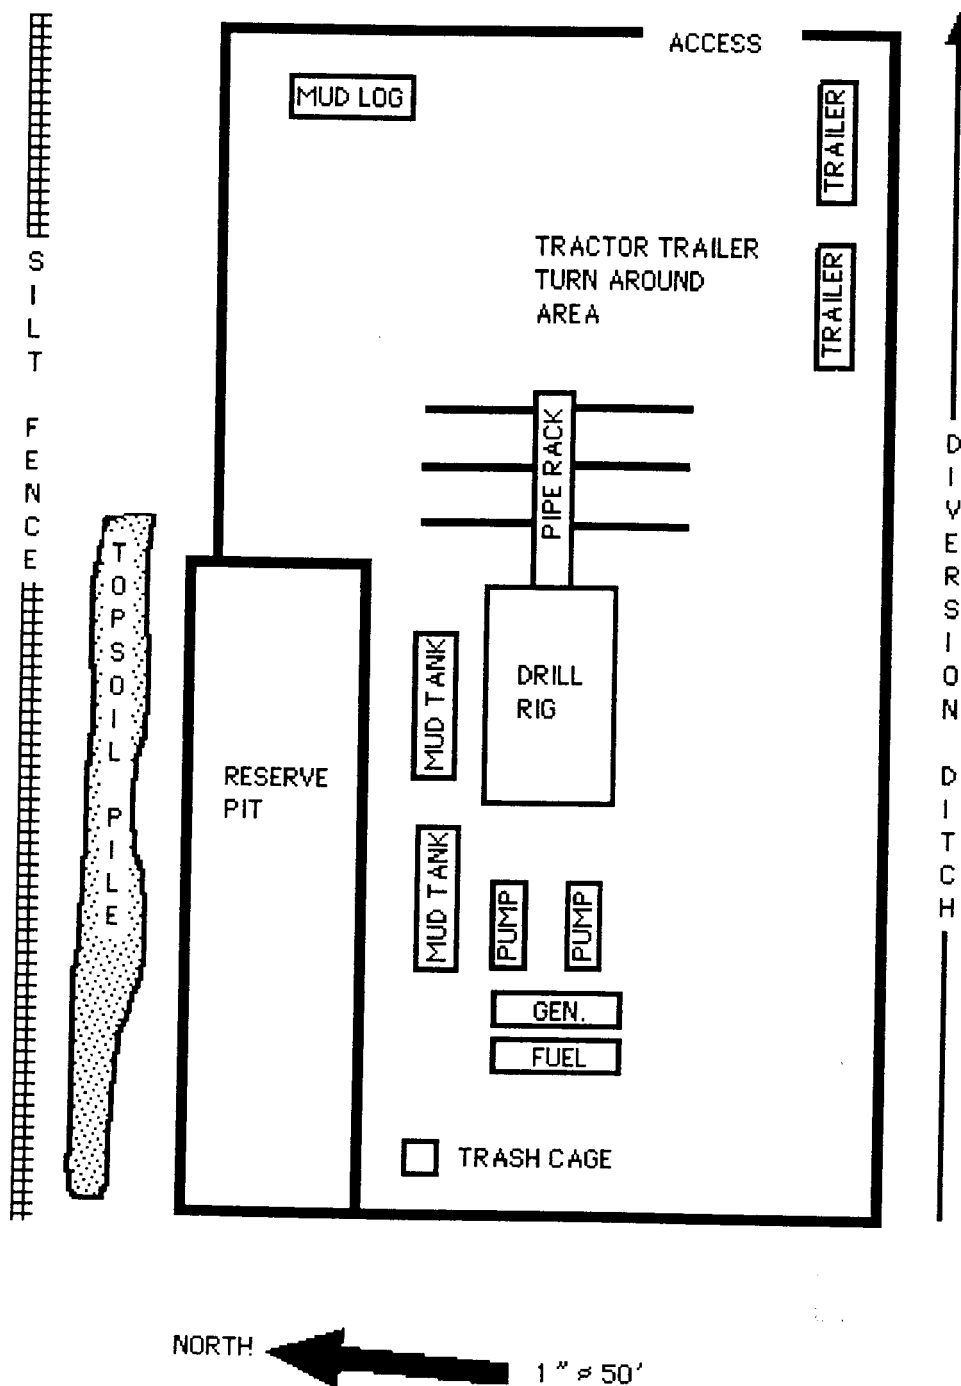 ACCESS
MUD LOG
TRAILER
TRACTOR TRAILER
TURN AROUND
AREA
TRAILER
SILT FENCE
PIPE RACK
DIVERSION DITCH
TOPSOIL PILE
MUD TANK
DRILL
RIG
RESERVE
PIT
MUD TANK
PUMP
PUMP
GEN.
FUEL
TRASH CAGE
NORTH
1" ≈ 50'